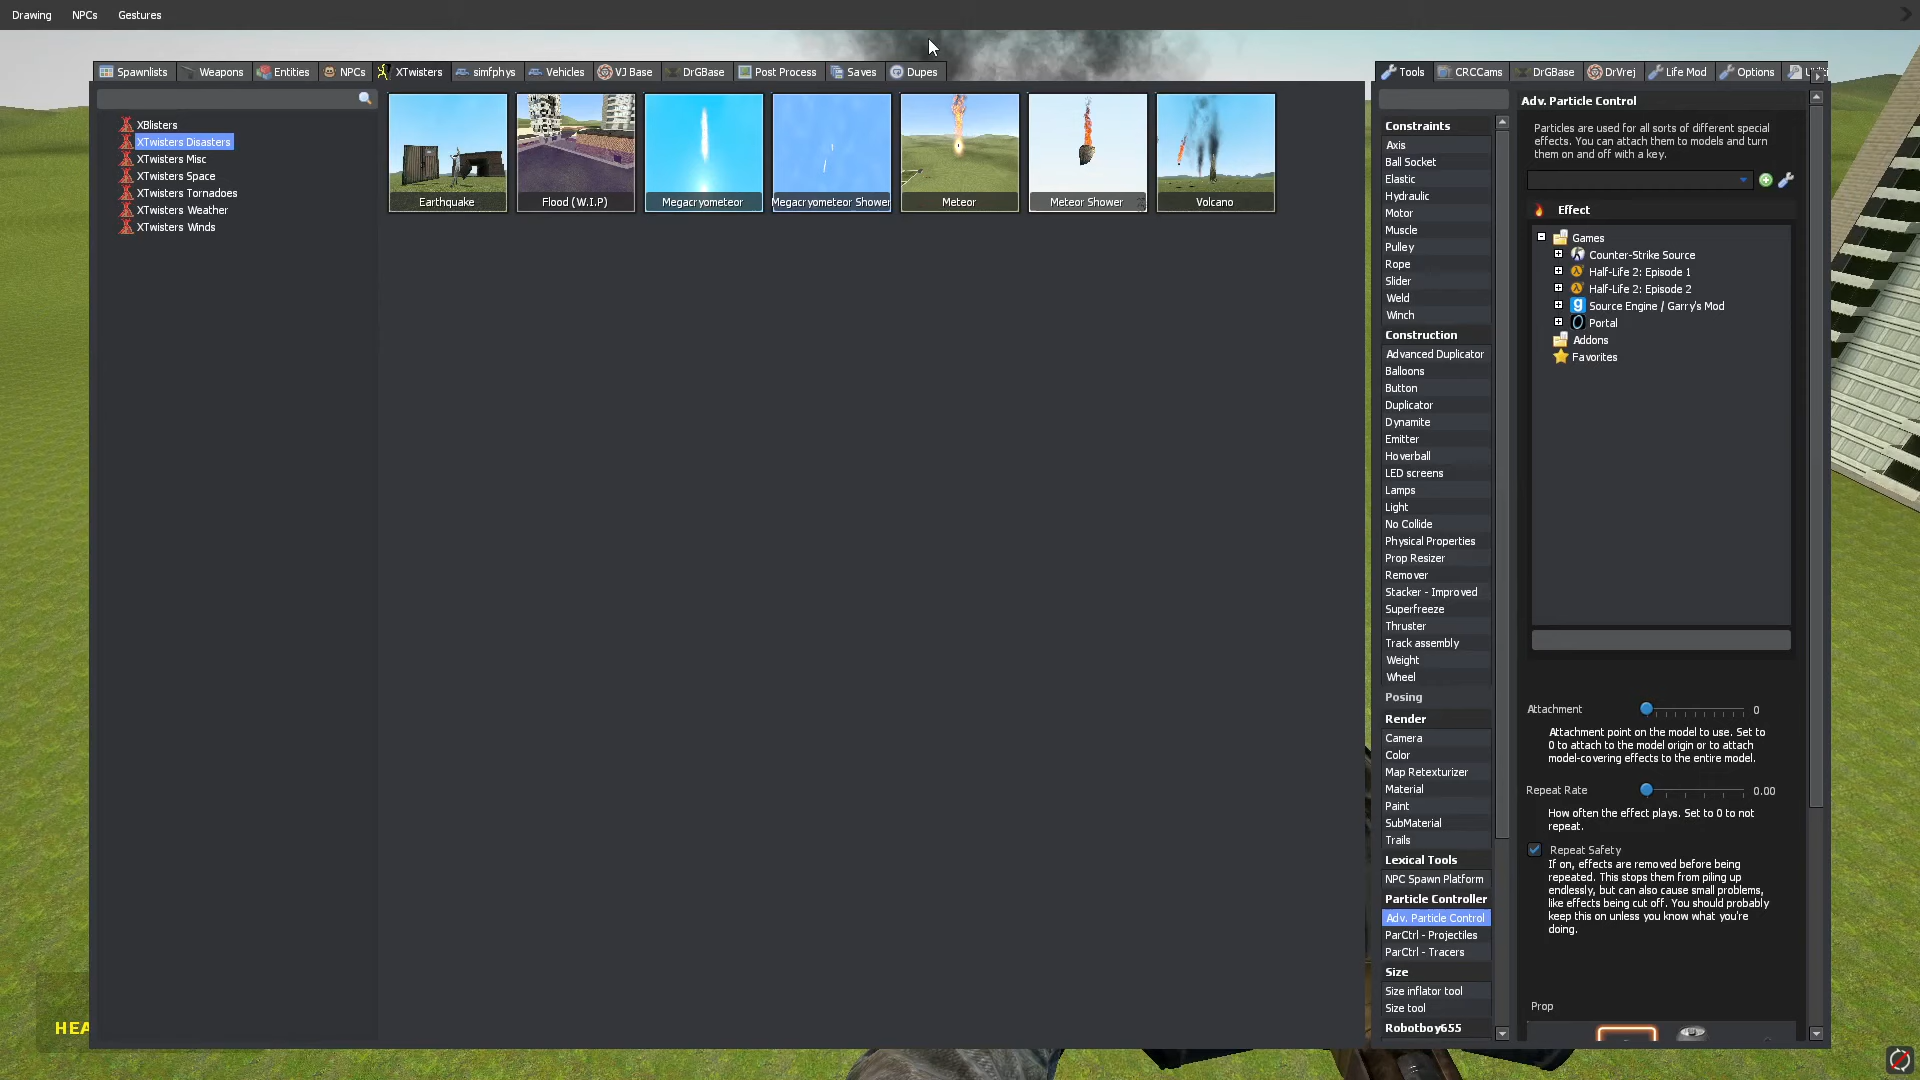 Drawing NPCs Gestures
Spawnlists Weapons Entities NPCs XTwisters simfphys Vehicles VJ Base DrGBase Post Process Saves Dupes
XBlisters
XTwisters Disasters
XTwisters Misc
XTwisters Space
XTwisters Tornadoes
XTwisters Weather
XTwisters Winds
Earthquake Flood (W.I.P) Megacryometeor Megacryometeor Shower Meteor Meteor Shower Volcano
HEA
Tools CRCCams DrGBase DrVrej Life Mod Options
Constraints
Axis
Ball Socket
Elastic
Hydraulic
Motor
Muscle
Pulley
Rope
Slider
Weld
Winch
Construction
Advanced Duplicator
Balloons
Button
Duplicator
Dynamite
Emitter
Hoverball
LED screens
Lamps
Light
No Collide
Physical Properties
Prop Resizer
Remover
Stacker - Improved
Superfreeze
Thruster
Track assembly
Weight
Wheel
Posing
Render
Camera
Color
Map Retexturizer
Material
Paint
SubMaterial
Trails
Lexical Tools
NPC Spawn Platform
Particle Controller
Adv. Particle Control
ParCtrl - Projectiles
ParCtrl - Tracers
Size
Size inflator tool
Size tool
Robotboy655
Adv. Particle Control
Particles are used for all sorts of different special
effects. You can attach them to models and turn
them on and off with a key.
Effect
Games
Counter-Strike Source
Half-Life 2: Episode 1
Half-Life 2: Episode 2
Source Engine / Garry's Mod
Portal
Addons
Favorites
Attachment 0
Attachment point on the model to use. Set to
0 to attach to the model origin or to attach
model-covering effects to the entire model.
Repeat Rate 0.00
How often the effect plays. Set to 0 to not
repeat.
Repeat Safety
If on, effects are removed before being
repeated. This stops them from piling up
endlessly, but can also cause small problems,
like effects being cut off. You should probably
keep this on unless you know what you're
doing.
Prop